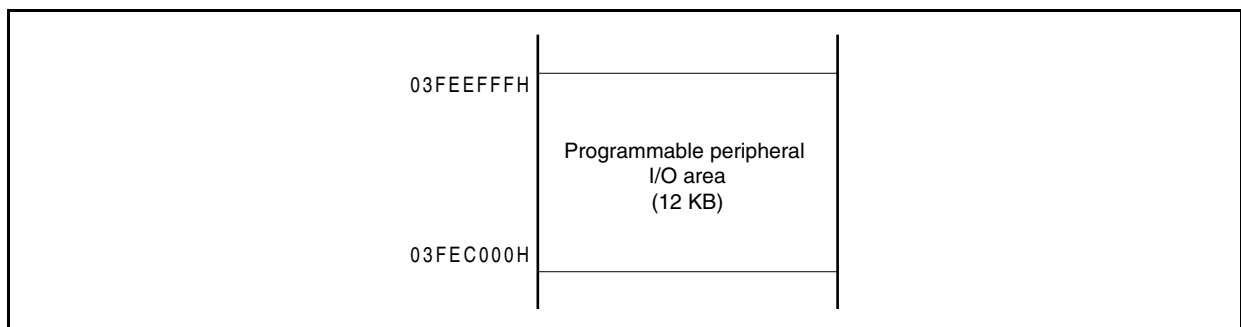 03FEEFFFH
Programmable peripheral
I/O area
(12 KB)
03FEC000H